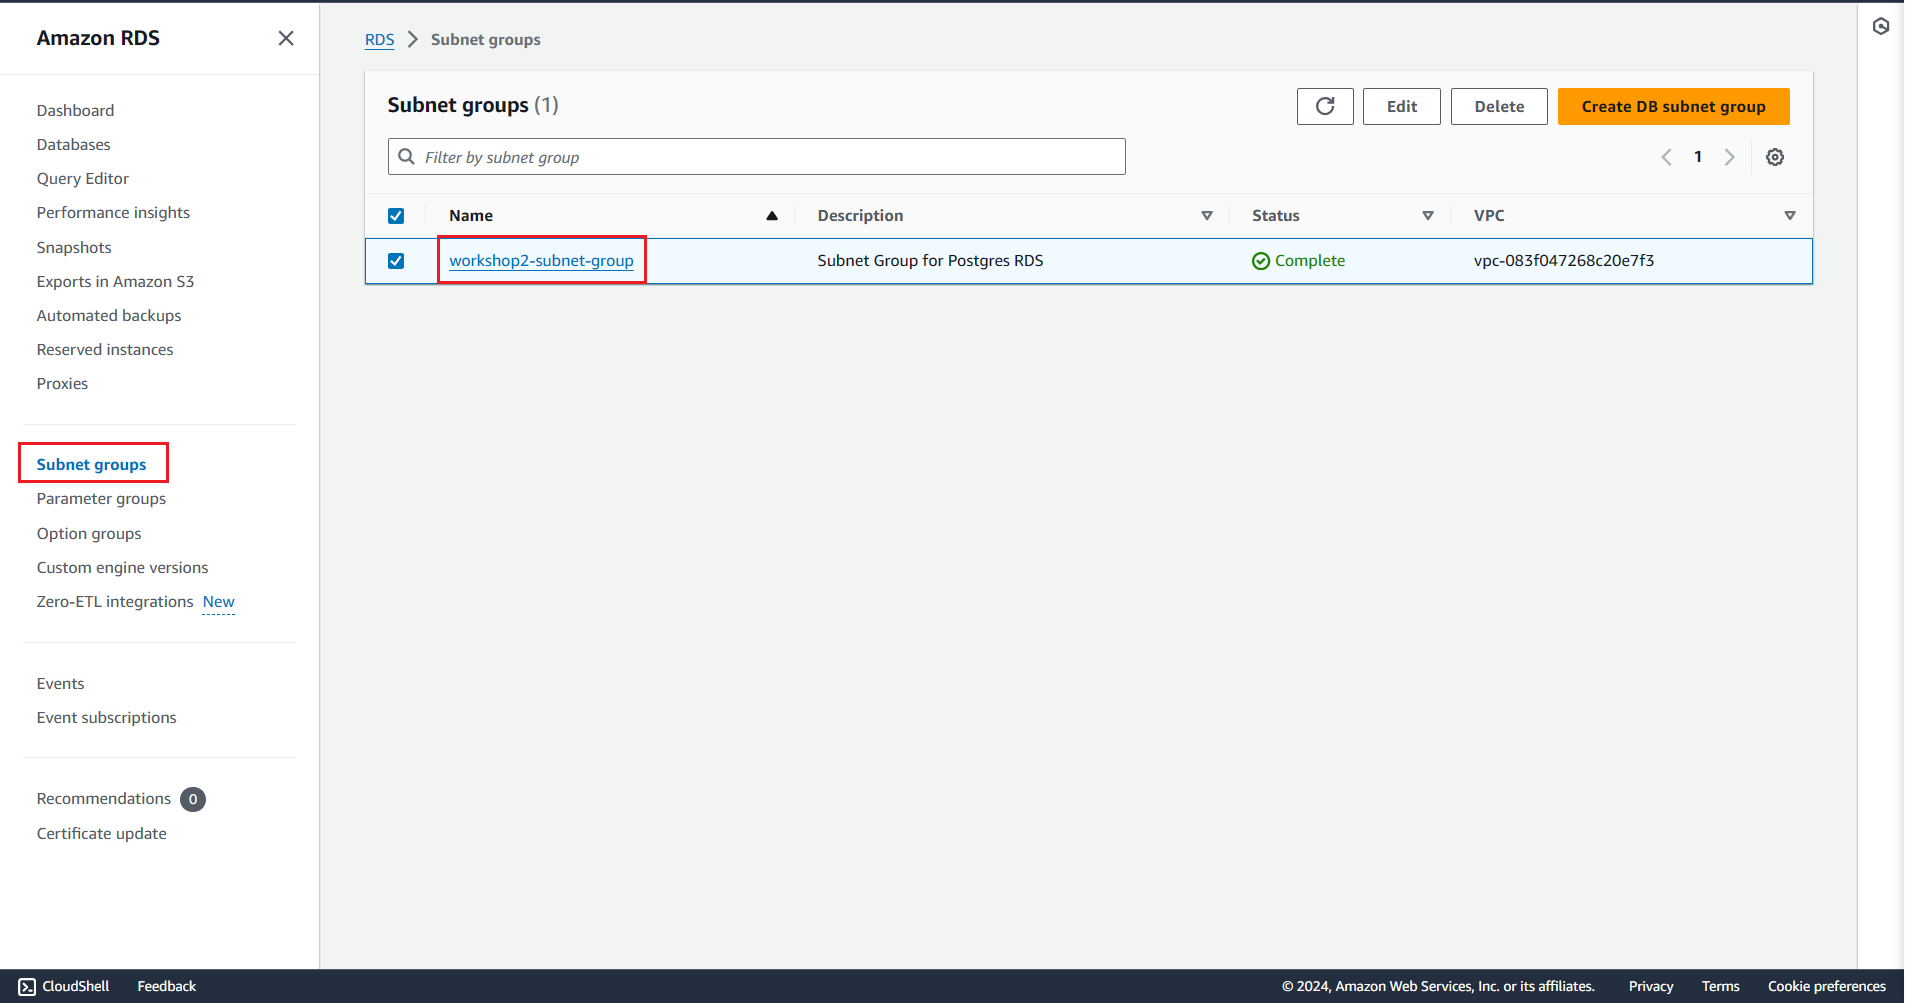 Amazon RDS
Dashboard
Databases
Query Editor
Performance insights
Snapshots
Exports in Amazon S3
Automated backups
Reserved instances
Proxies
Subnet groups
Parameter groups
Option groups
Custom engine versions
Zero-ETL integrations New
Events
Event subscriptions
Recommendations 0
Certificate update
RDS > Subnet groups
Subnet groups (1)
Edit
Delete
Create DB subnet group
Filter by subnet group
1
Name Description Status VPC
workshop2-subnet-group Subnet Group for Postgres RDS Complete vpc-083f047268c20e7f3
CloudShell Feedback © 2024, Amazon Web Services, Inc. or its affiliates. Privacy Terms Cookie preferences